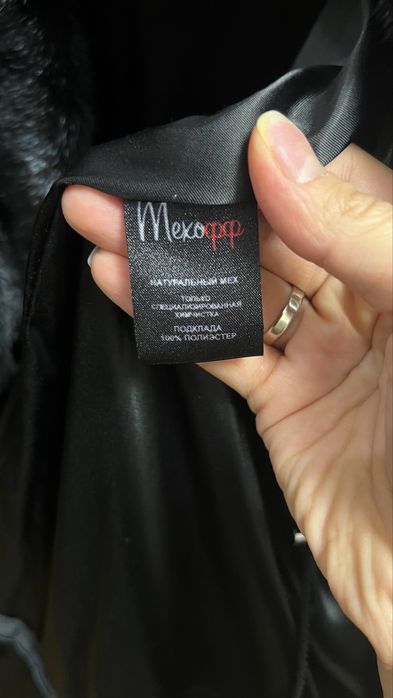 Мехофф
НАТУРАЛЬНЫЙ МЕХ
ТОЛЬКО
СПЕЦИАЛИЗИРОВАННАЯ
ХИМЧИСТКА
ПОДКЛАДА
100% ПОЛИЭСТЕР